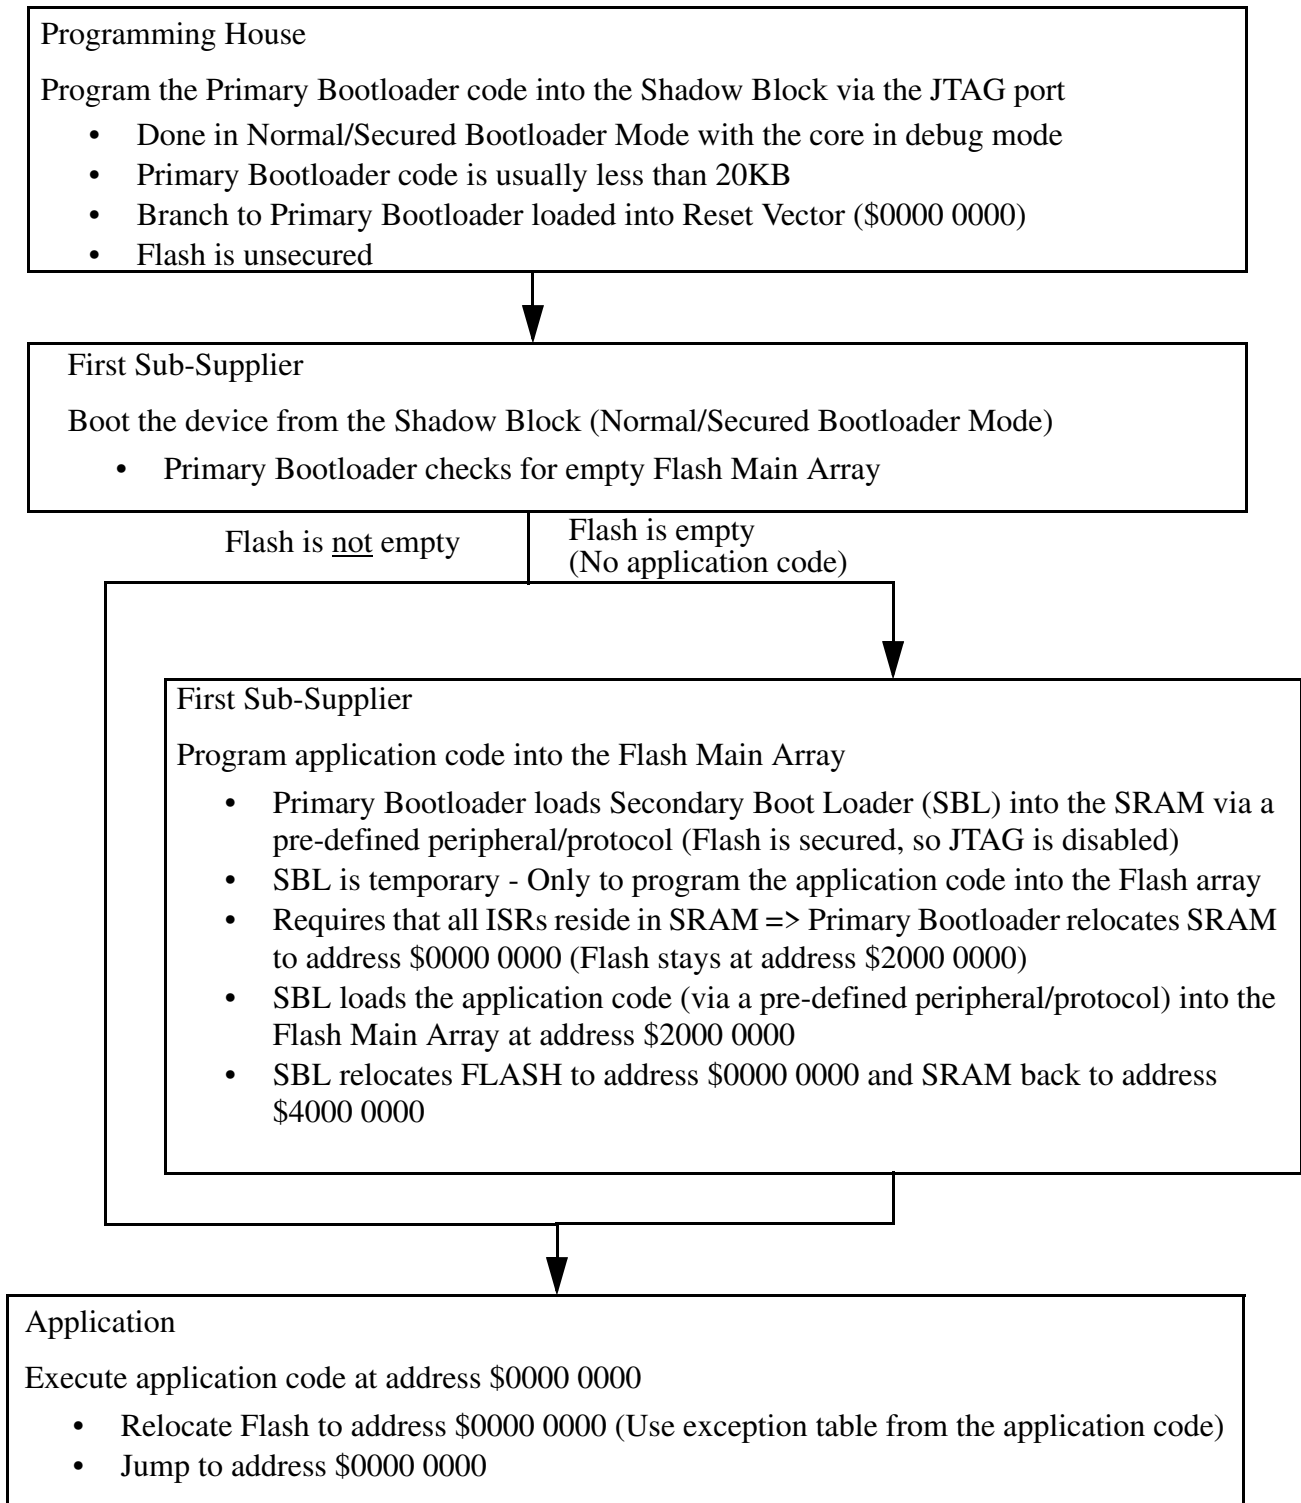 Programming House
Program the Primary Bootloader code into the Shadow Block via the JTAG port
• Done in Normal/Secured Bootloader Mode with the core in debug mode
• Primary Bootloader code is usually less than 20KB
• Branch to Primary Bootloader loaded into Reset Vector ($0000 0000)
• Flash is unsecured
First Sub-Supplier
Boot the device from the Shadow Block (Normal/Secured Bootloader Mode)
• Primary Bootloader checks for empty Flash Main Array
Flash is not empty
Flash is empty
(No application code)
First Sub-Supplier
Program application code into the Flash Main Array
• Primary Bootloader loads Secondary Boot Loader (SBL) into the SRAM via a
pre-defined peripheral/protocol (Flash is secured, so JTAG is disabled)
• SBL is temporary - Only to program the application code into the Flash array
• Requires that all ISRs reside in SRAM => Primary Bootloader relocates SRAM
to address $0000 0000 (Flash stays at address $2000 0000)
• SBL loads the application code (via a pre-defined peripheral/protocol) into the
Flash Main Array at address $2000 0000
• SBL relocates FLASH to address $0000 0000 and SRAM back to address
$4000 0000
Application
Execute application code at address $0000 0000
• Relocate Flash to address $0000 0000 (Use exception table from the application code)
• Jump to address $0000 0000